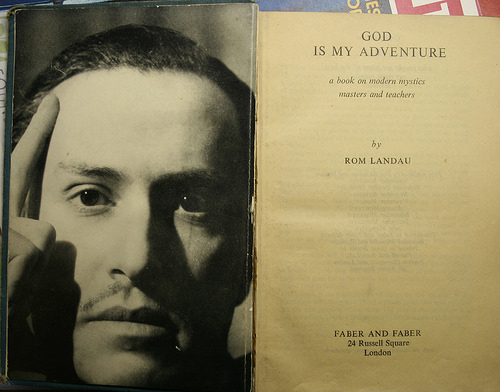 GOD
IS MY ADVENTURE
a book on modern mystics
masters and teachers
by
ROM LANDAU
FABER AND FABER
24 Russell Square
London